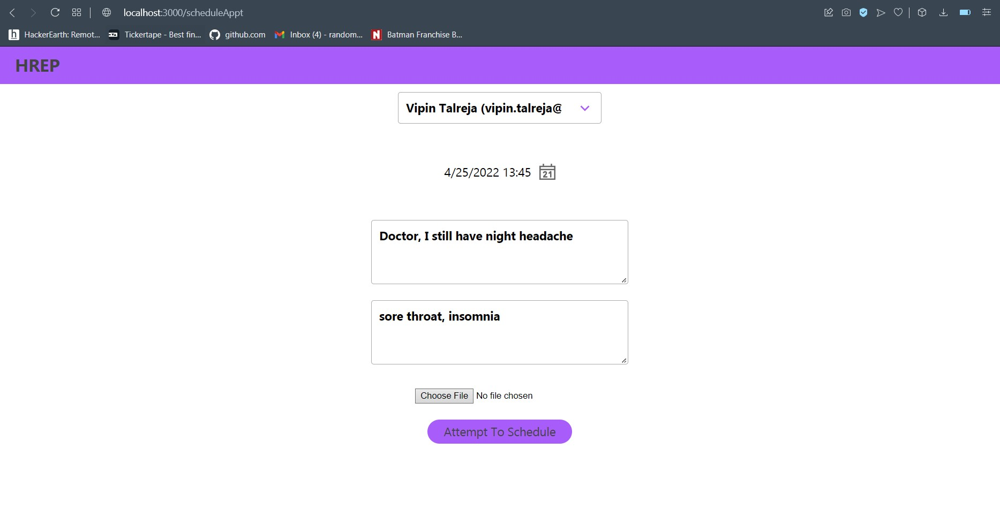 localhost:3000/scheduleAppt
HackerEarth: Remot... Tickertape - Best fin... github.com Inbox (4) - random... Batman Franchise B...
HREP
Vipin Talreja (vipin.talreja@
4/25/2022 13:45 21
Doctor, I still have night headache
sore throat, insomnia
Choose File No file chosen
Attempt To Schedule